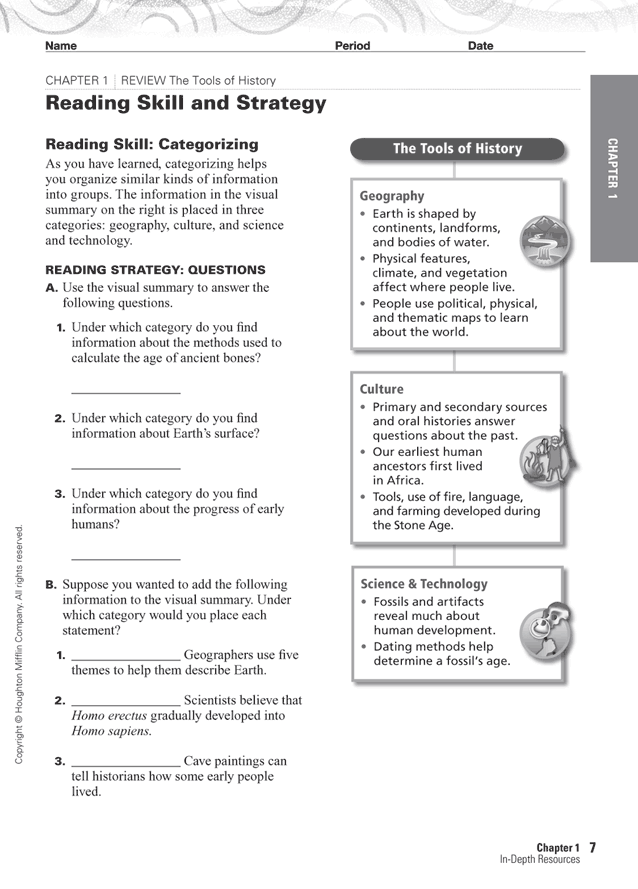 Name Period Date
CHAPTER 1 | REVIEW The Tools of History
Reading Skill and Strategy
Reading Skill: Categorizing
As you have learned, categorizing helps
you organize similar kinds of information
into groups. The information in the visual
summary on the right is placed in three
categories: geography, culture, and science
and technology.
READING STRATEGY: QUESTIONS
A. Use the visual summary to answer the
following questions.
1. Under which category do you find
information about the methods used to
calculate the age of ancient bones?
2. Under which category do you find
information about Earth's surface?
3. Under which category do you find
information about the progress of early
humans?
B. Suppose you wanted to add the following
information to the visual summary. Under
which category would you place each
statement?
1. _________________ Geographers use five
themes to help them describe Earth.
2. _________________ Scientists believe that
Homo erectus gradually developed into
Homo sapiens.
3. _________________ Cave paintings can
tell historians how some early people
lived.
The Tools of History
Geography
• Earth is shaped by
continents, landforms,
and bodies of water.
• Physical features,
climate, and vegetation
affect where people live.
• People use political, physical,
and thematic maps to learn
about the world.
Culture
• Primary and secondary sources
and oral histories answer
questions about the past.
• Our earliest human
ancestors first lived
in Africa.
• Tools, use of fire, language,
and farming developed during
the Stone Age.
Science & Technology
• Fossils and artifacts
reveal much about
human development.
• Dating methods help
determine a fossil's age.
CHAPTER 1
Copyright © Houghton Mifflin Company. All rights reserved.
Chapter 1 7
In-Depth Resources